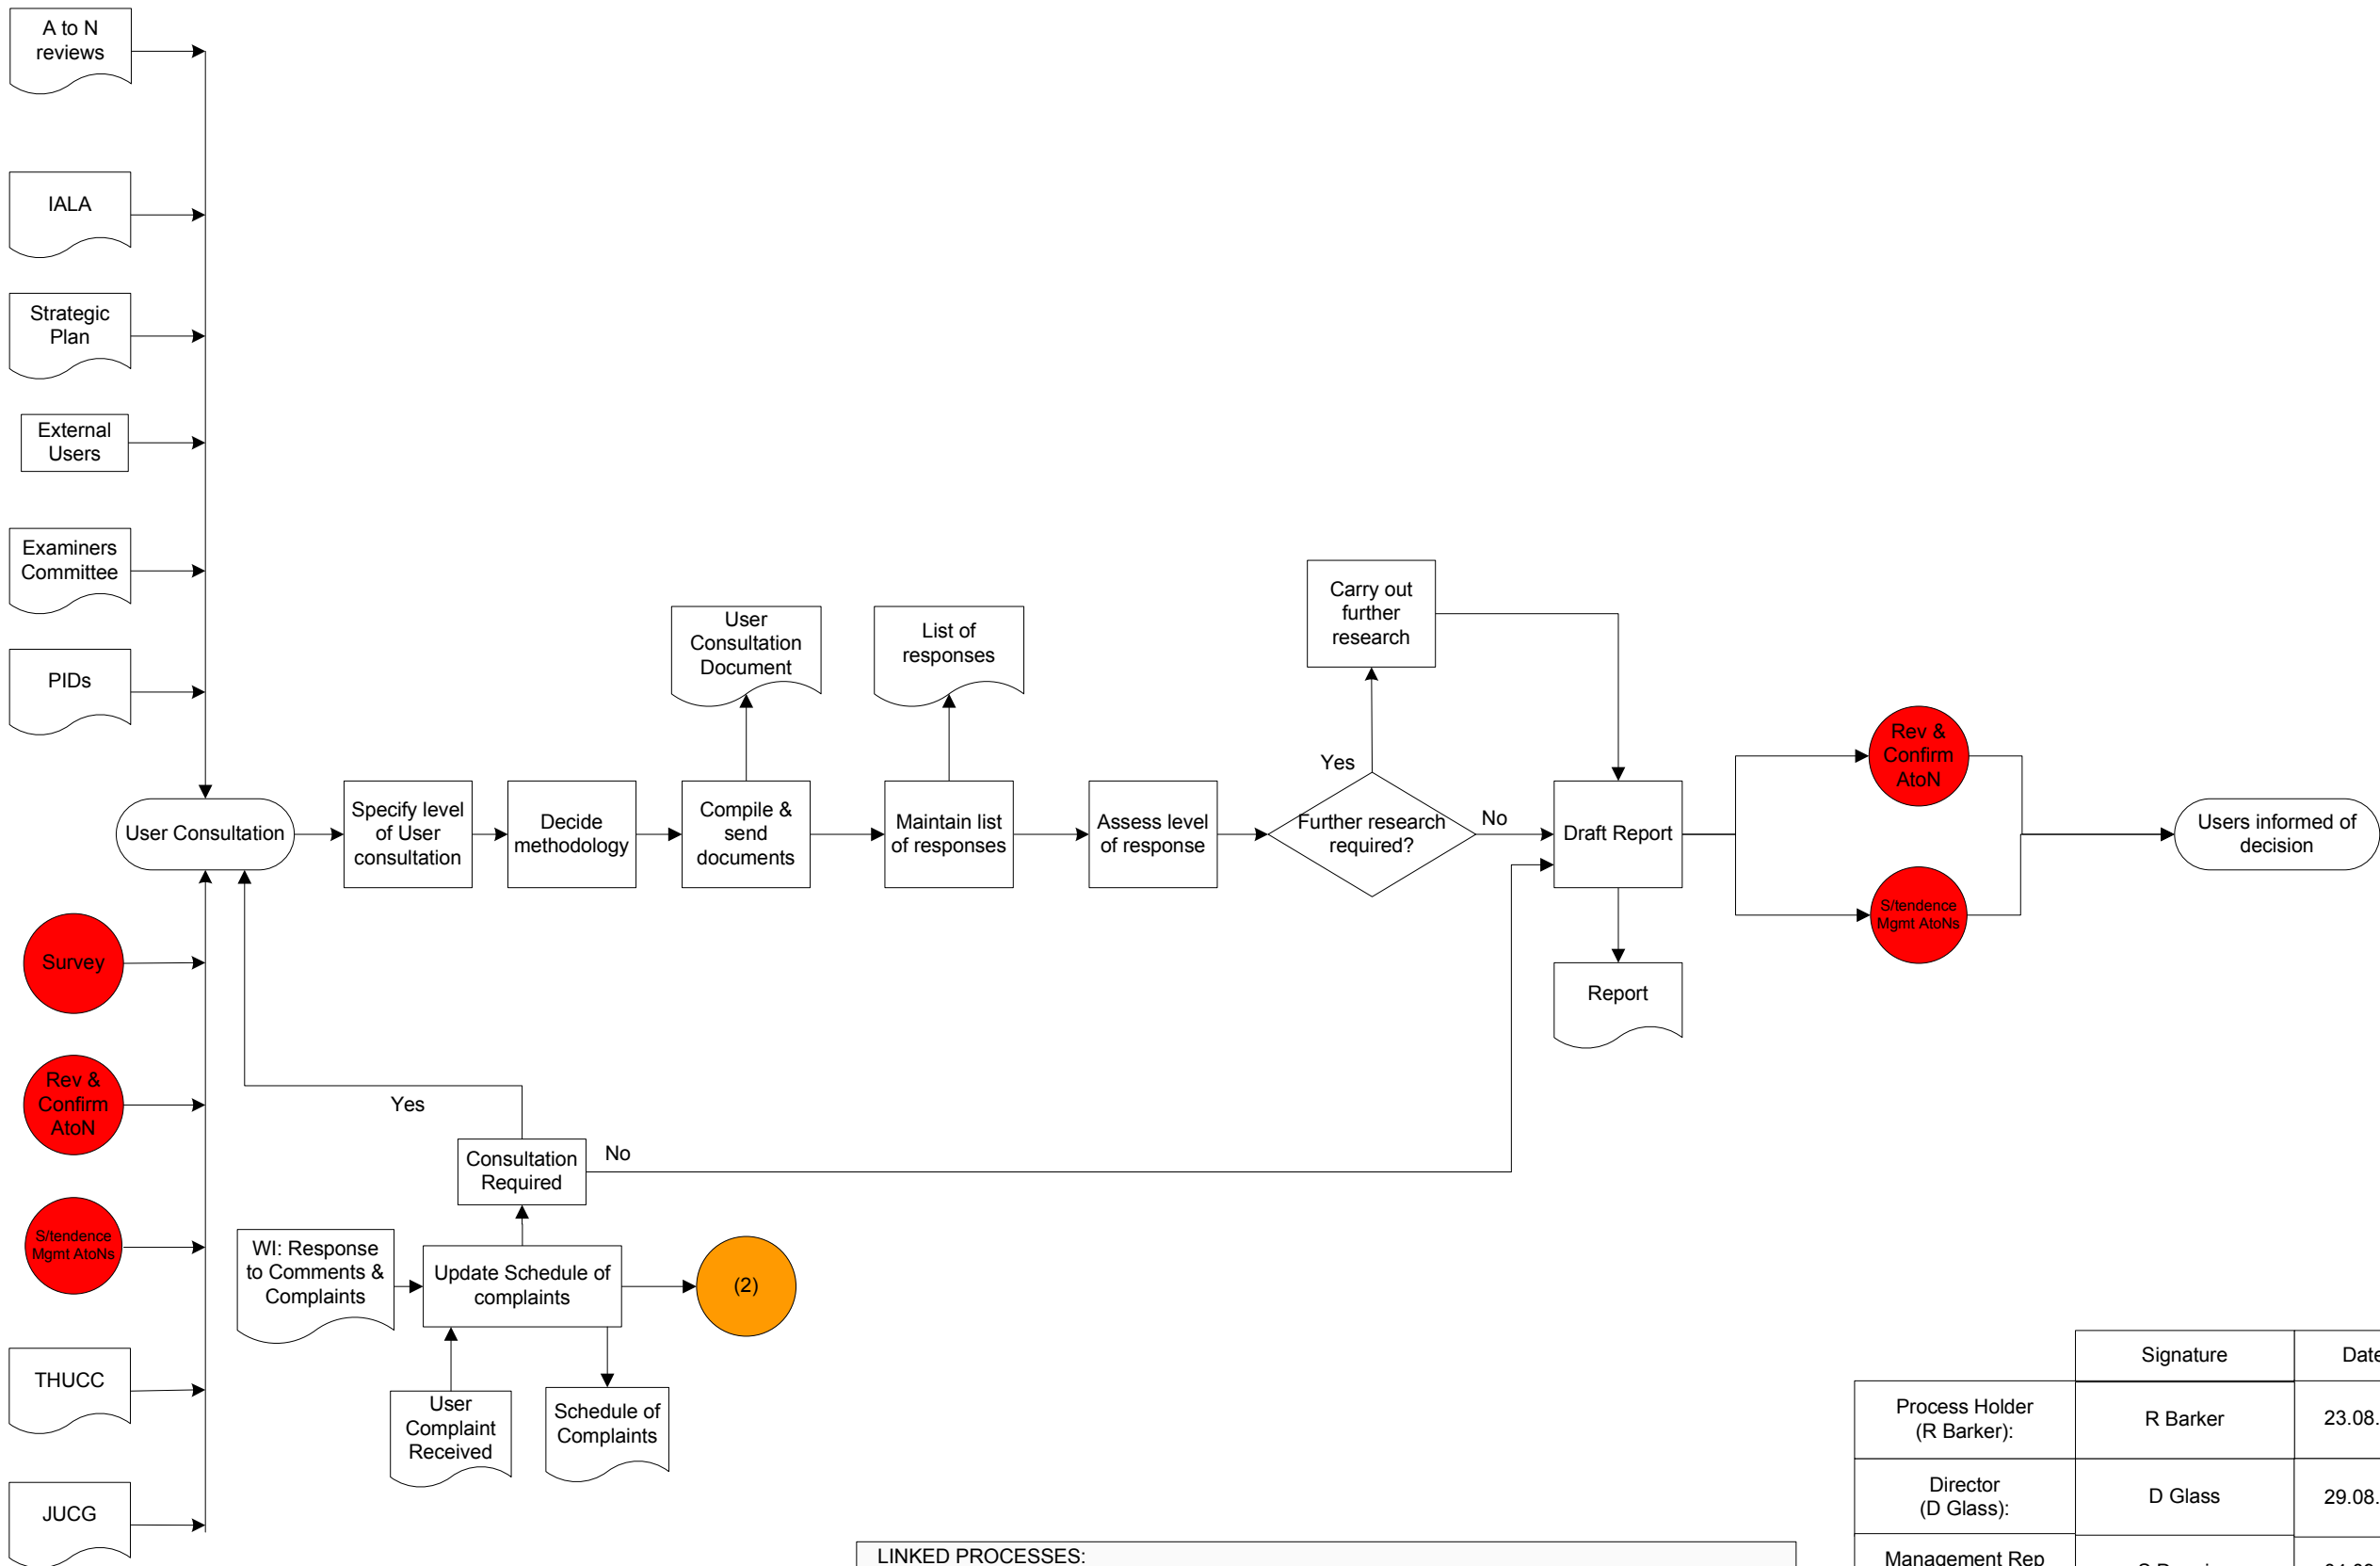 A to N
reviews
IALA
Strategic
Plan
External
Users
Examiners
Committee
PIDs
User Consultation
Specify level
of User
consultation
Decide
methodology
Compile &
send
documents
User
Consultation
Document
Maintain list
of responses
List of
responses
Assess level
of response
Further research
required?
Yes
No
Carry out
further
research
Draft Report
Report
Rev &
Confirm
AtoN
S/tendence
Mgmt AtoNs
Users informed of
decision
Survey
Rev &
Confirm
AtoN
S/tendence
Mgmt AtoNs
THUCC
JUCG
Yes
Consultation
Required
No
WI: Response
to Comments &
Complaints
Update Schedule of
complaints
(2)
User
Complaint
Received
Schedule of
Complaints
LINKED PROCESSES:
Signature
Date
Process Holder
(R Barker):
R Barker
23.08.
Director
(D Glass):
D Glass
29.08.
Management Rep